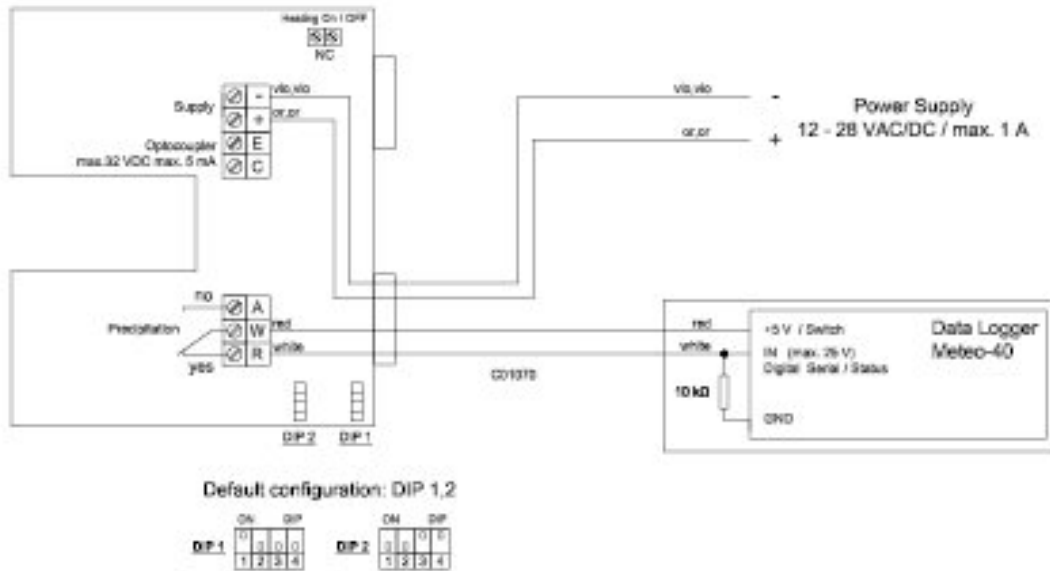 Heating On / OFF
NC
Supply
-
vio,vio
+
or,or
Optocoupler
max.32 VDC max. 5 mA
E
C
vio,vio
-
or,or
+
Power Supply
12 - 28 VAC/DC / max. 1 A
no
A
Precipitation
W
red
R
white
yes
red
white
+5 V / Switch
IN (max. 25 V)
Digital Serial / Status
Data Logger
Meteo-40
10 kΩ
GND
C01070
DIP 2
DIP 1
Default configuration: DIP 1,2
ON DIP
DIP 1
1 2 3 4
ON DIP
DIP 2
1 2 3 4